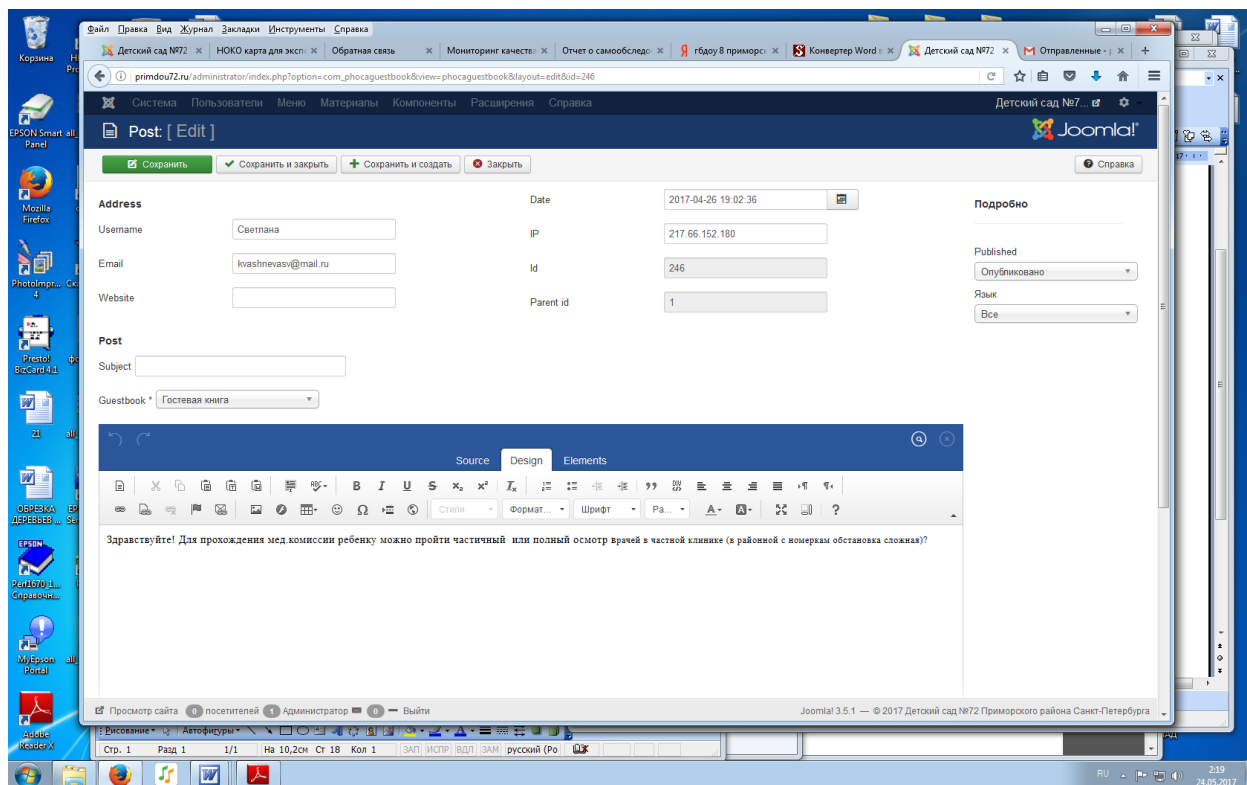 Корзина
Файл Правка Вид Журнал Закладки Инструменты Справка
Детский сад №72 × НОКО карта для эксп × Обратная связь × Мониторинг качества × Отчет о самообследо × гбдоу 8 приморс × Конвертер Word в × Детский сад №72 × Отправленные - × +
primdou72.ru/administrator/index.php?option=com_phocaguestbook&view=phocaguestbook&layout=edit&id=246
Система Пользователи Меню Материалы Компоненты Расширения Справка Детский сад №7...
EPSON Smart Panel
Post: [ Edit ] Joomla!®
Сохранить Сохранить и закрыть Сохранить и создать Закрыть Справка
Mozilla Firefox
Address Date 2017-04-26 19:02:36 Подробно
Username Светлана IP 217.66.152.180
Published
Email kvashnevasv@mail.ru Id 246 Опубликовано
PhotoImpr... 4
Website Parent id 1 Язык
Все
Post
Presto! BizCard 4.1
Subject
Guestbook * Гостевая книга
21
Source Design Elements
B I U S x₂ x² Iₓ
Стили Формат... Шрифт Ра... A A ?
ОБРЕЗКА ДЕРЕВЬЕВ ...
Здравствуйте! Для прохождения мед.комиссии ребенку можно пройти частичный или полный осмотр врачей в частной клинике (в районной с номеркам обстановка сложная)?
EPSON
Perf1670_1... Справочн...
MyEpson Portal
Просмотр сайта 0 посетителей 1 Администратор 0 Выйти Joomla! 3.5.1 — © 2017 Детский сад №72 Приморского района Санкт-Петербурга
Adobe Reader X
Рисование Автофигуры
Стр. 1 Разд 1 1/1 На 10,2см Ст 18 Кол 1 ЗАП ИСПР ВДЛ ЗАМ русский (Ро
RU 2:19
24.05.2017